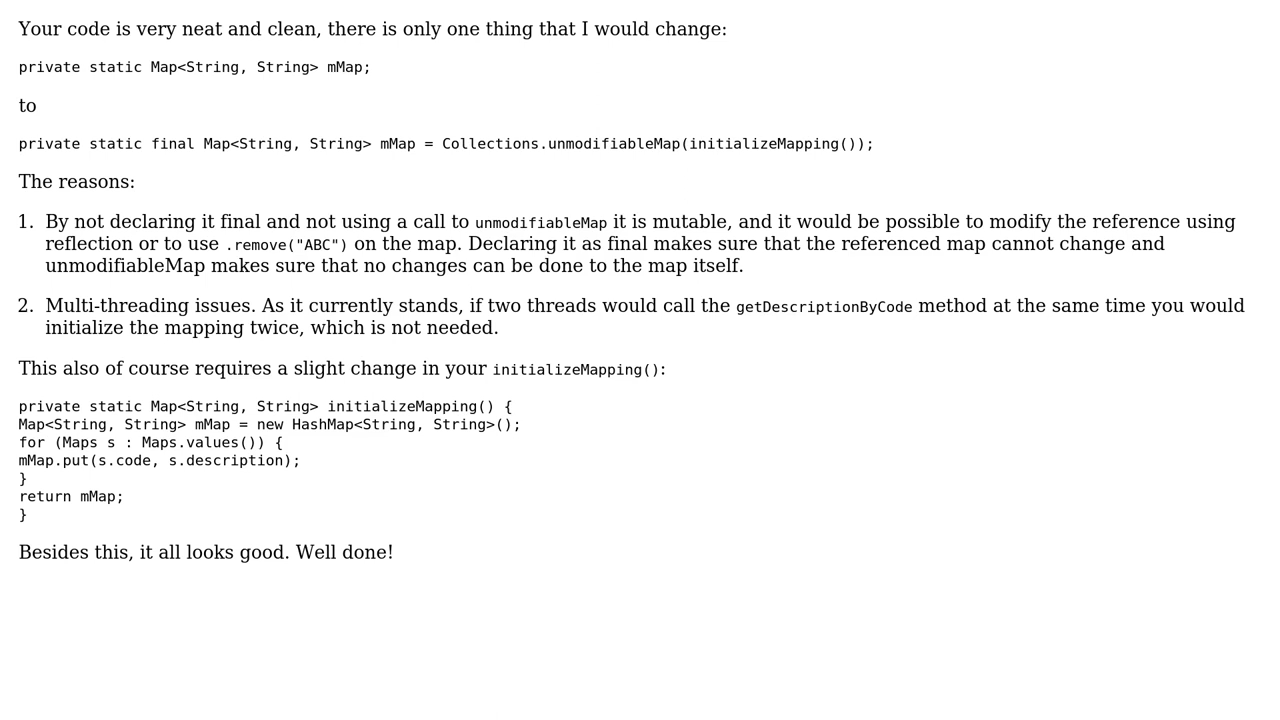 Your code is very neat and clean, there is only one thing that I would change:
private static Map<String, String> mMap;
to
private static final Map<String, String> mMap = Collections.unmodifiableMap(initializeMapping());
The reasons:
1. By not declaring it final and not using a call to unmodifiableMap it is mutable, and it would be possible to modify the reference using
reflection or to use .remove("ABC") on the map. Declaring it as final makes sure that the referenced map cannot change and
unmodifiableMap makes sure that no changes can be done to the map itself.
2. Multi-threading issues. As it currently stands, if two threads would call the getDescriptionByCode method at the same time you would
initialize the mapping twice, which is not needed.
This also of course requires a slight change in your initializeMapping():
private static Map<String, String> initializeMapping() {
Map<String, String> mMap = new HashMap<String, String>();
for (Maps s : Maps.values()) {
mMap.put(s.code, s.description);
}
return mMap;
}
Besides this, it all looks good. Well done!